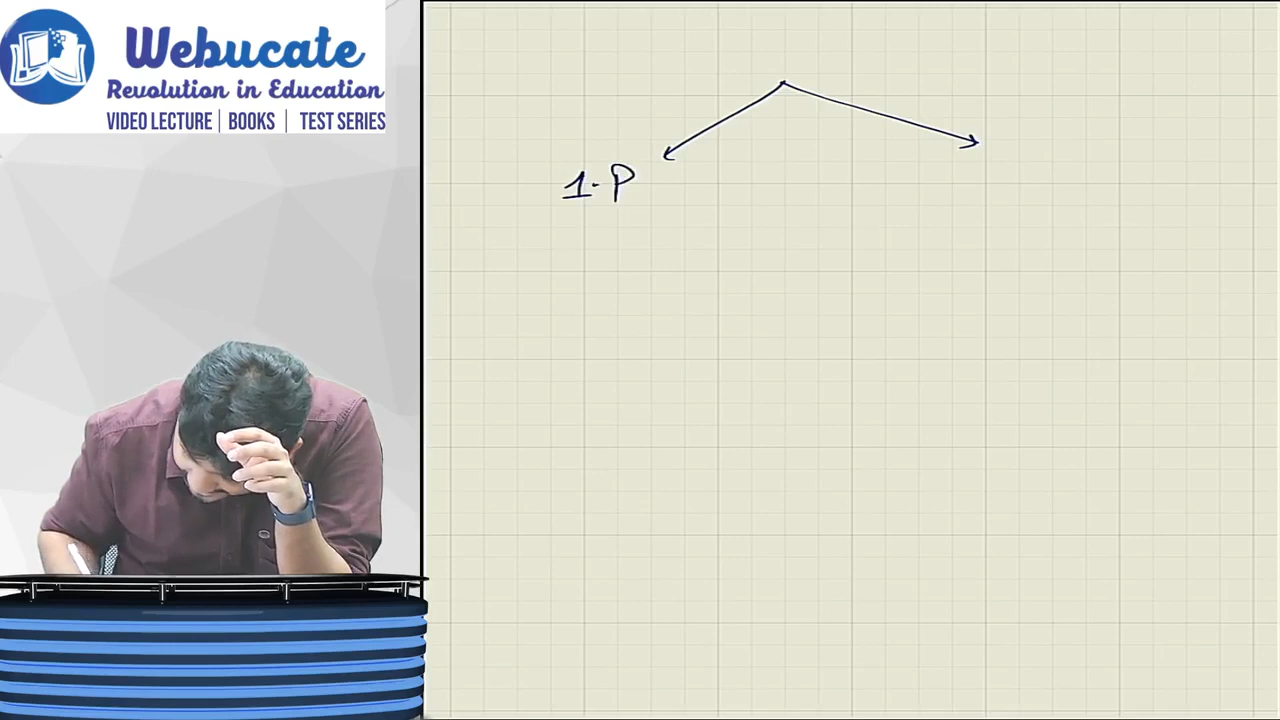 Webucate
Revolution in Education
VIDEO LECTURE | BOOKS | TEST SERIES
1. P